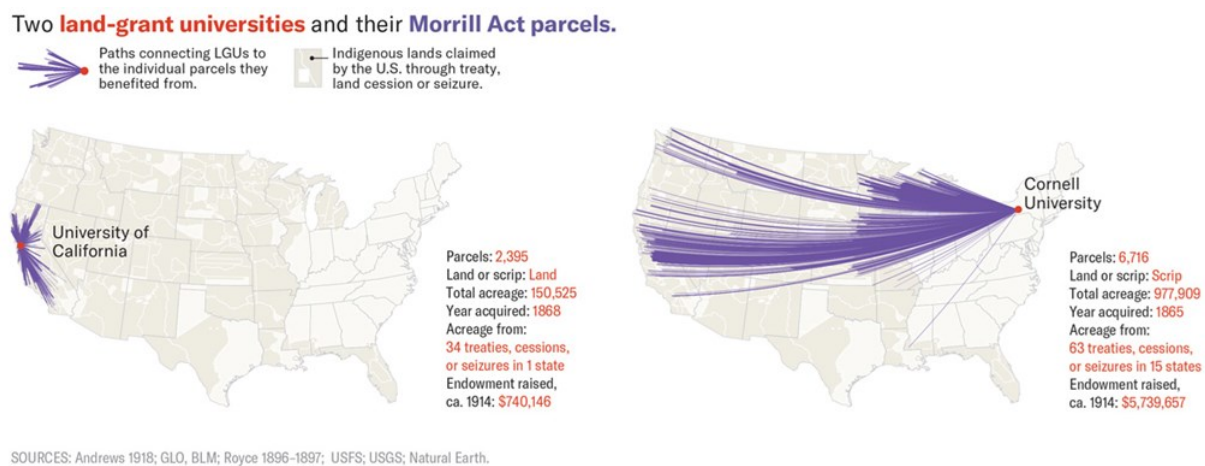 Two land-grant universities and their Morrill Act parcels.
Paths connecting LGUs to
the individual parcels they
benefited from.
Indigenous lands claimed
by the U.S. through treaty,
land cession or seizure.
University of
California
Parcels: 2,395
Land or scrip: Land
Total acreage: 150,525
Year acquired: 1868
Acreage from:
34 treaties, cessions,
or seizures in 1 state
Endowment raised,
ca. 1914: $740,146
Cornell
University
Parcels: 6,716
Land or scrip: Scrip
Total acreage: 977,909
Year acquired: 1865
Acreage from:
63 treaties, cessions,
or seizures in 15 states
Endowment raised,
ca. 1914: $5,739,657
SOURCES: Andrews 1918; GLO, BLM; Royce 1896–1897; USFS; USGS; Natural Earth.